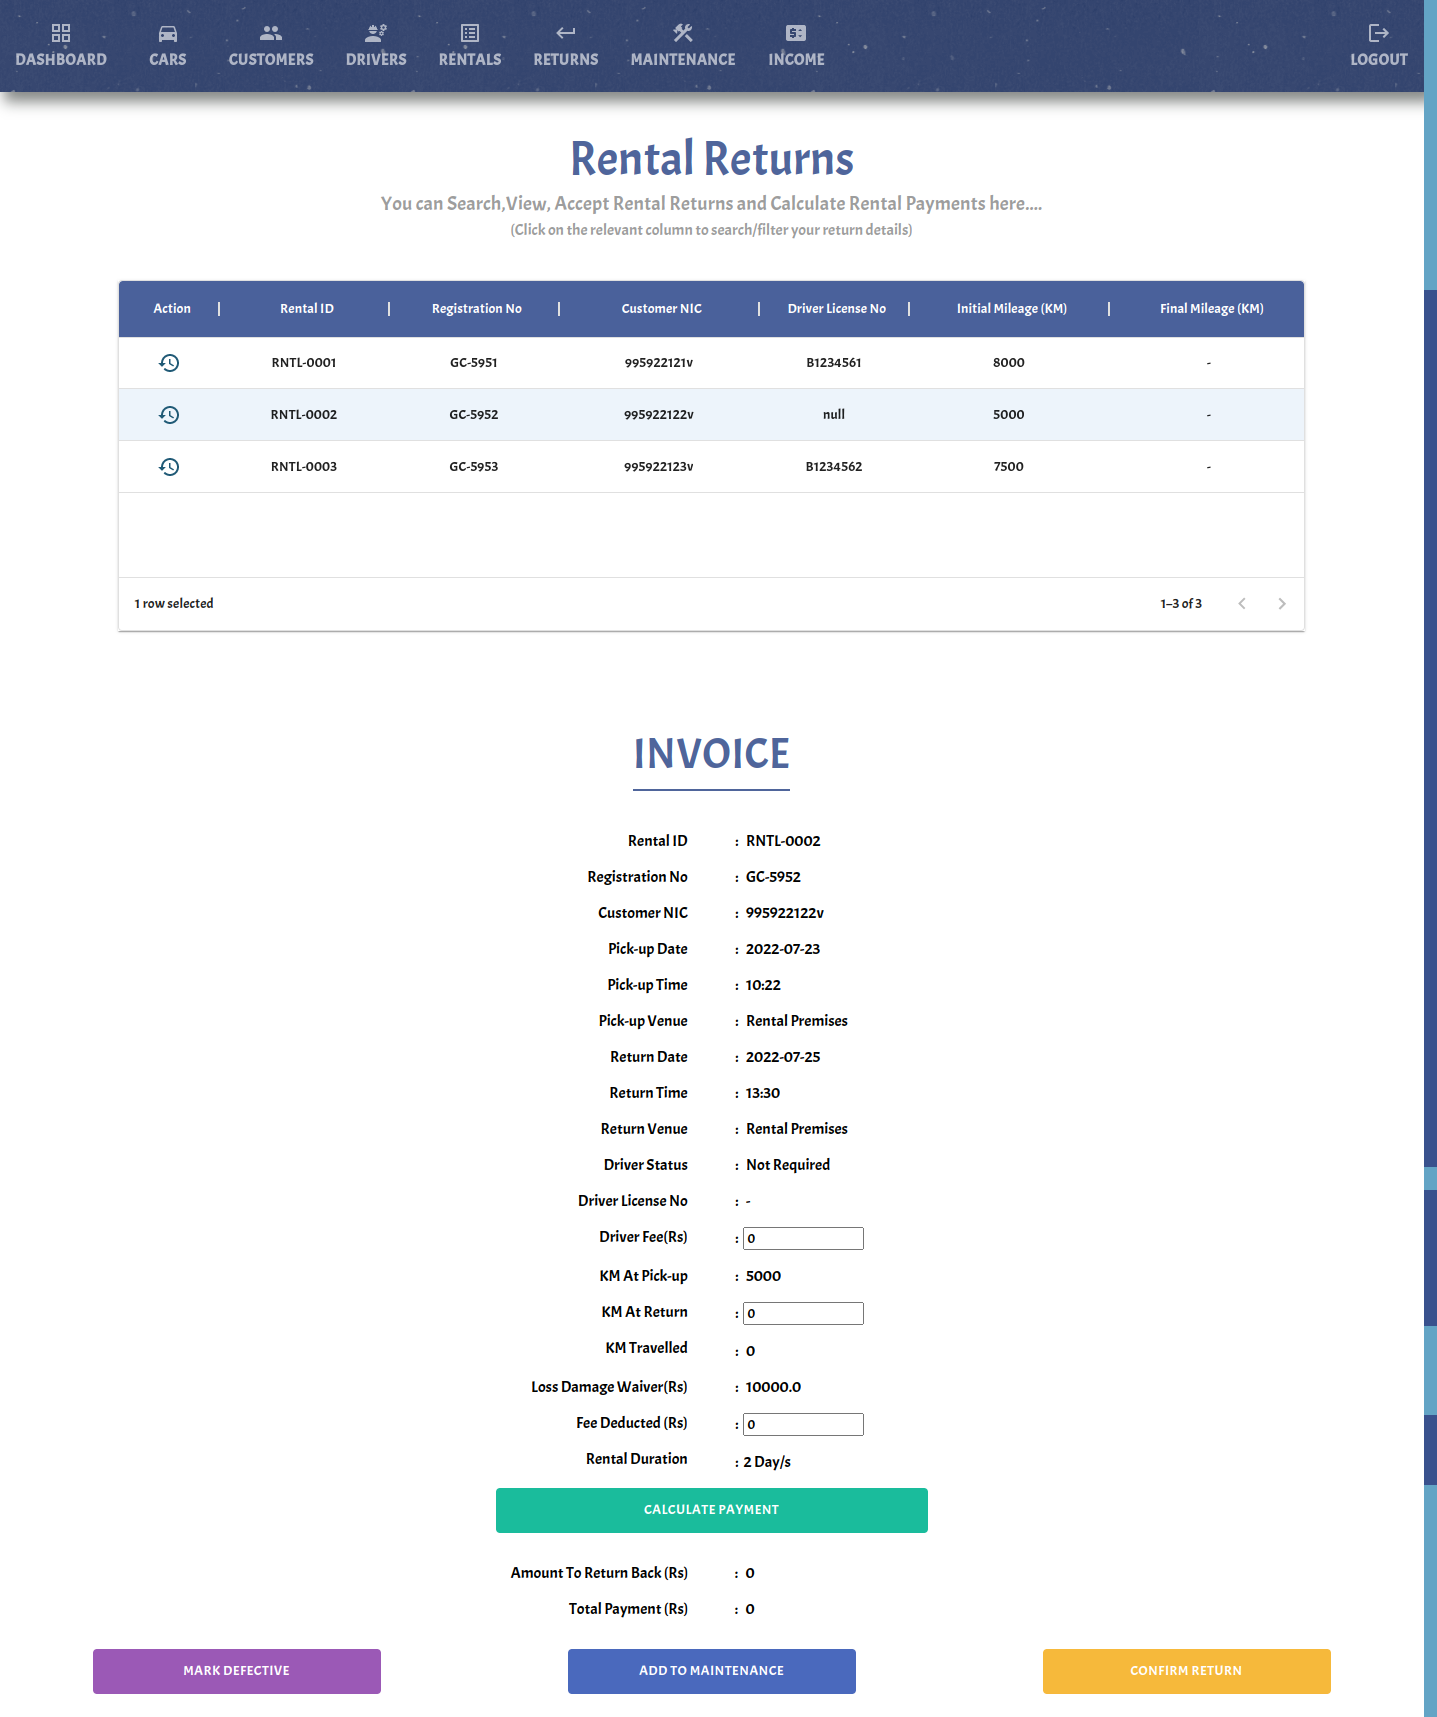 DASHBOARD CARS CUSTOMERS DRIVERS RENTALS RETURNS MAINTENANCE INCOME LOGOUT
Rental Returns
You can Search,View, Accept Rental Returns and Calculate Rental Payments here....
(Click on the relevant column to search/filter your return details)
Action Rental ID Registration No Customer NIC Driver License No Initial Mileage (KM) Final Mileage (KM)
RNTL-0001 GC-5951 995922121v B1234561 8000 -
RNTL-0002 GC-5952 995922122v null 5000 -
RNTL-0003 GC-5953 995922123v B1234562 7500 -
1 row selected 1–3 of 3
INVOICE
Rental ID : RNTL-0002
Registration No : GC-5952
Customer NIC : 995922122v
Pick-up Date : 2022-07-23
Pick-up Time : 10:22
Pick-up Venue : Rental Premises
Return Date : 2022-07-25
Return Time : 13:30
Return Venue : Rental Premises
Driver Status : Not Required
Driver License No : -
Driver Fee(Rs) : 0
KM At Pick-up : 5000
KM At Return : 0
KM Travelled : 0
Loss Damage Waiver(Rs) : 10000.0
Fee Deducted (Rs) : 0
Rental Duration : 2 Day/s
CALCULATE PAYMENT
Amount To Return Back (Rs) : 0
Total Payment (Rs) : 0
MARK DEFECTIVE ADD TO MAINTENANCE CONFIRM RETURN